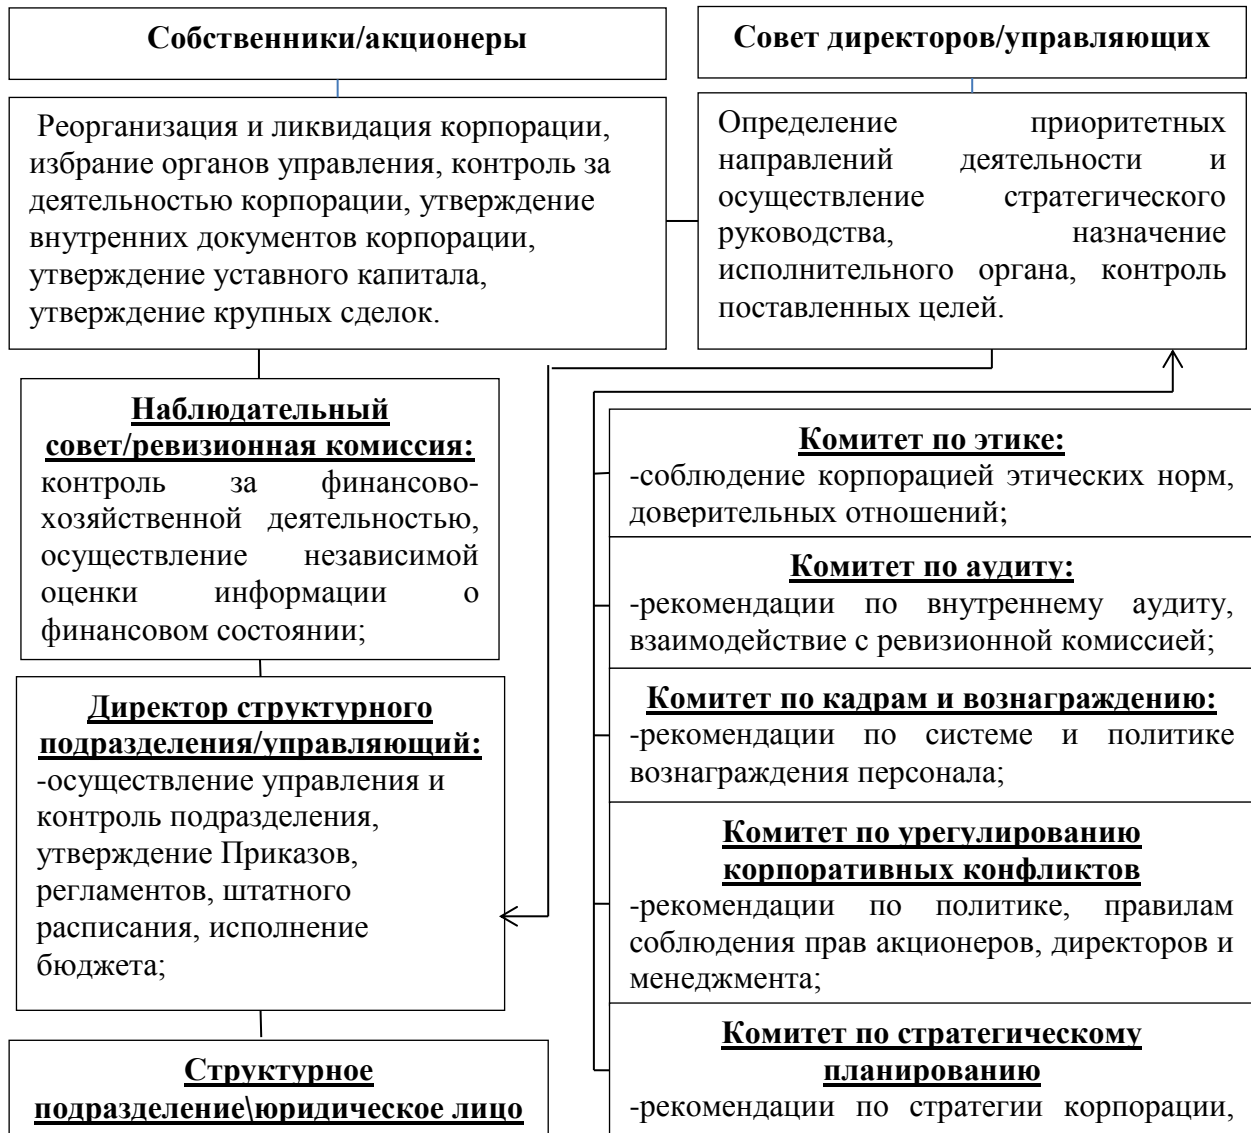 Собственники/акционеры
Реорганизация и ликвидация корпорации,
избрание органов управления, контроль за
деятельностью корпорации, утверждение
внутренних документов корпорации,
утверждение уставного капитала,
утверждение крупных сделок.
Совет директоров/управляющих
Определение приоритетных
направлений деятельности и
осуществление стратегического
руководства, назначение
исполнительного органа, контроль
поставленных целей.
Наблюдательный
совет/ревизионная комиссия:
контроль за финансово-
хозяйственной деятельностью,
осуществление независимой
оценки информации о
финансовом состоянии;
Директор структурного
подразделения/управляющий:
-осуществление управления и
контроль подразделения,
утверждение Приказов,
регламентов, штатного
расписания, исполнение
бюджета;
Структурное
подразделение\юридическое лицо
Комитет по этике:
-соблюдение корпорацией этических норм,
доверительных отношений;
Комитет по аудиту:
-рекомендации по внутреннему аудиту,
взаимодействие с ревизионной комиссией;
Комитет по кадрам и вознаграждению:
-рекомендации по системе и политике
вознаграждения персонала;
Комитет по урегулированию
корпоративных конфликтов
-рекомендации по политике, правилам
соблюдения прав акционеров, директоров и
менеджмента;
Комитет по стратегическому
планированию
-рекомендации по стратегии корпорации,